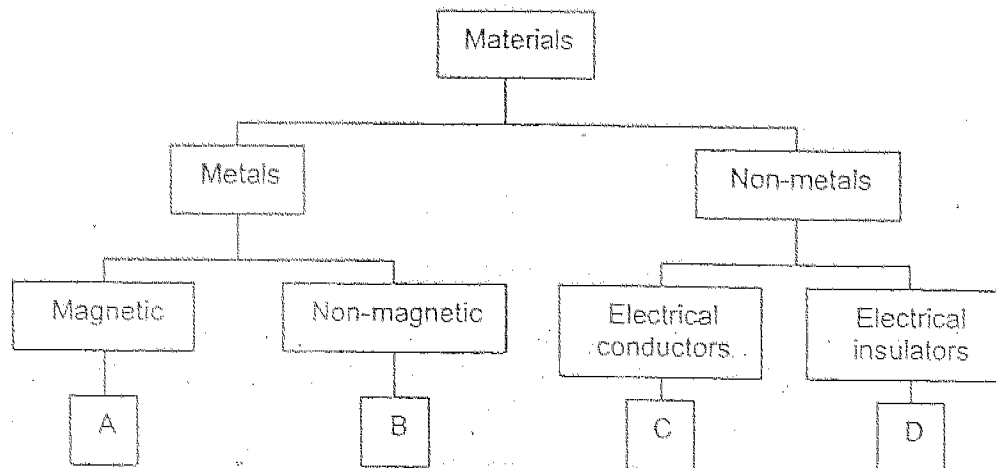 Materials
Metals
Non-metals
Magnetic
Non-magnetic
Electrical
conductors
Electrical
insulators
A
B
C
D